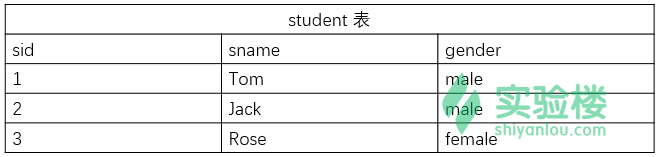 student 表
sid sname gender
1 Tom male
2 Jack male
3 Rose female
实验楼
shiyanlou.com